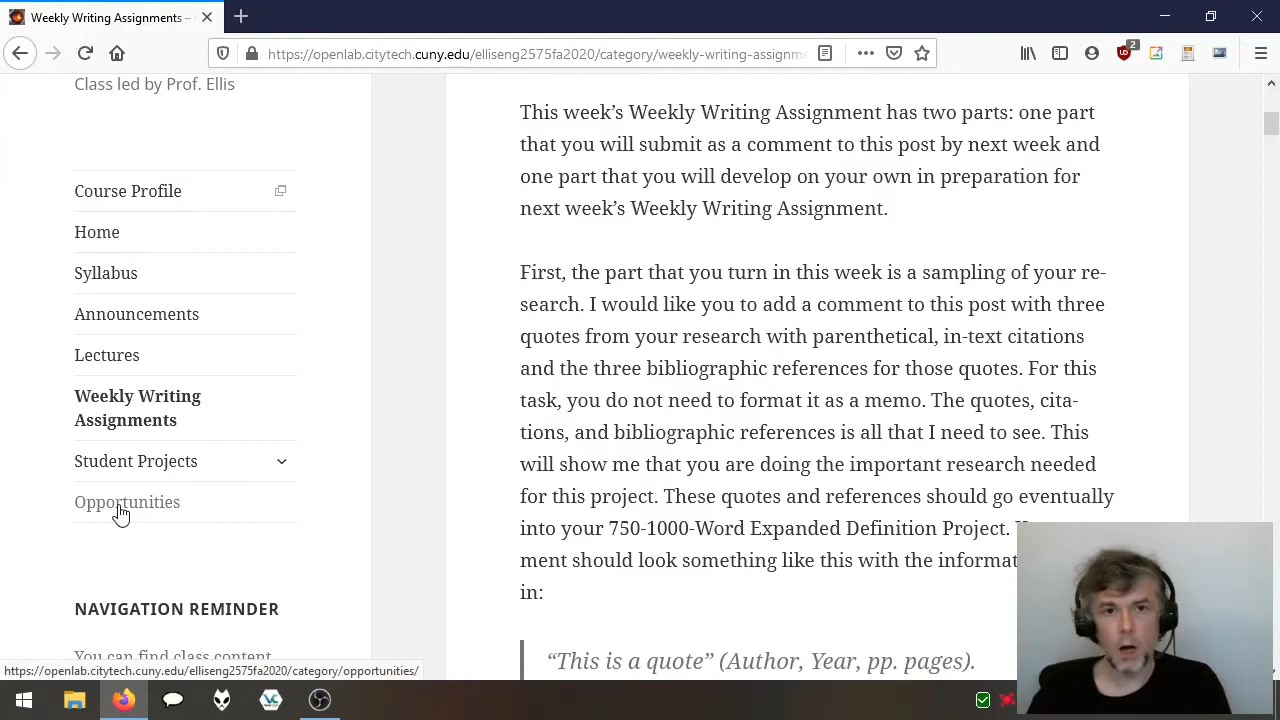 Weekly Writing Assignments –
https://openlab.citytech.cuny.edu/elliseng2575fa2020/category/weekly-writing-assignm
2
Class led by Prof. Ellis
Course Profile
Home
Syllabus
Announcements
Lectures
Weekly Writing
Assignments
Student Projects
Opportunities
NAVIGATION REMINDER
You can find class content
https://openlab.citytech.cuny.edu/elliseng2575fa2020/category/opportunities/
This week’s Weekly Writing Assignment has two parts: one part
that you will submit as a comment to this post by next week and
one part that you will develop on your own in preparation for
next week’s Weekly Writing Assignment.
First, the part that you turn in this week is a sampling of your re-
search. I would like you to add a comment to this post with three
quotes from your research with parenthetical, in-text citations
and the three bibliographic references for those quotes. For this
task, you do not need to format it as a memo. The quotes, cita-
tions, and bibliographic references is all that I need to see. This
will show me that you are doing the important research needed
for this project. These quotes and references should go eventually
into your 750-1000-Word Expanded Definition Project.
ment should look something like this with the informat
in:
“This is a quote” (Author, Year, pp. pages).